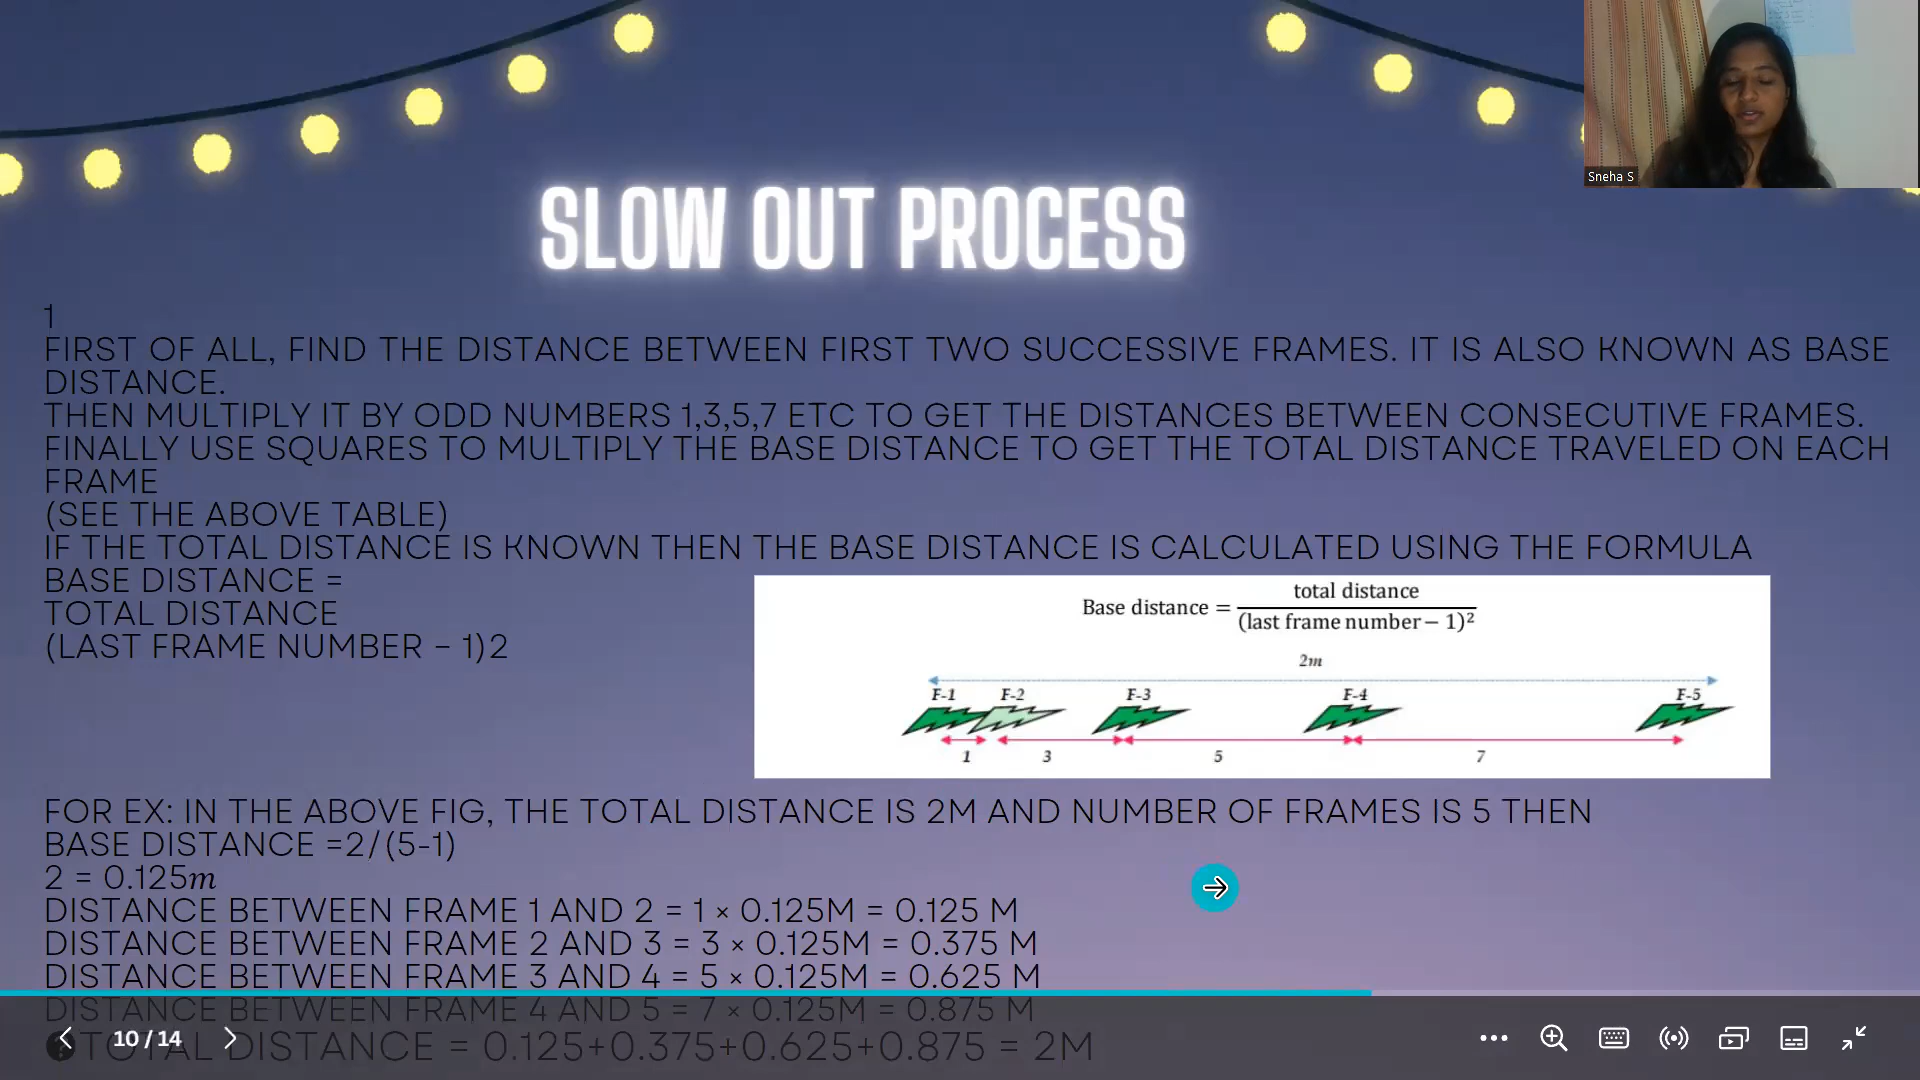 Sneha S
SLOW OUT PROCESS
1
FIRST OF ALL, FIND THE DISTANCE BETWEEN FIRST TWO SUCCESSIVE FRAMES. IT IS ALSO KNOWN AS BASE
DISTANCE.
THEN MULTIPLY IT BY ODD NUMBERS 1,3,5,7 ETC TO GET THE DISTANCES BETWEEN CONSECUTIVE FRAMES.
FINALLY USE SQUARES TO MULTIPLY THE BASE DISTANCE TO GET THE TOTAL DISTANCE TRAVELED ON EACH
FRAME
(SEE THE ABOVE TABLE)
IF THE TOTAL DISTANCE IS KNOWN THEN THE BASE DISTANCE IS CALCULATED USING THE FORMULA
BASE DISTANCE =
TOTAL DISTANCE
(LAST FRAME NUMBER − 1)2
total distance
Base distance =
(last frame number − 1)²
2m
F-1 F-2 F-3 F-4 F-5
1 3 5 7
FOR EX: IN THE ABOVE FIG, THE TOTAL DISTANCE IS 2M AND NUMBER OF FRAMES IS 5 THEN
BASE DISTANCE =2/(5-1)
2 = 0.125𝑚
DISTANCE BETWEEN FRAME 1 AND 2 = 1 × 0.125M = 0.125 M
DISTANCE BETWEEN FRAME 2 AND 3 = 3 × 0.125M = 0.375 M
DISTANCE BETWEEN FRAME 3 AND 4 = 5 × 0.125M = 0.625 M
DISTANCE BETWEEN FRAME 4 AND 5 = 7 × 0.125M = 0.875 M
TOTAL DISTANCE = 0.125+0.375+0.625+0.875 = 2M
10 / 14